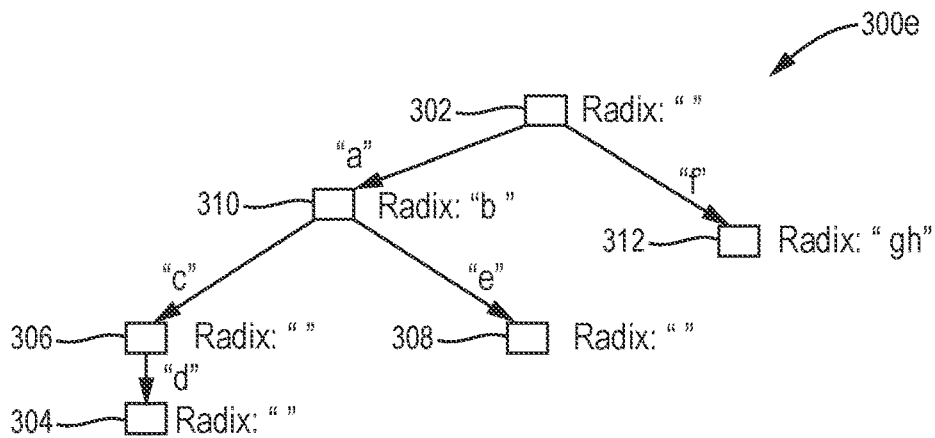 300e
302 Radix: “ ”
“a” “f”
310 Radix: “b ”
312 Radix: “ gh”
“c” “e”
306 Radix: “ ” 308 Radix: “ ”
“d”
304 Radix: “ ”